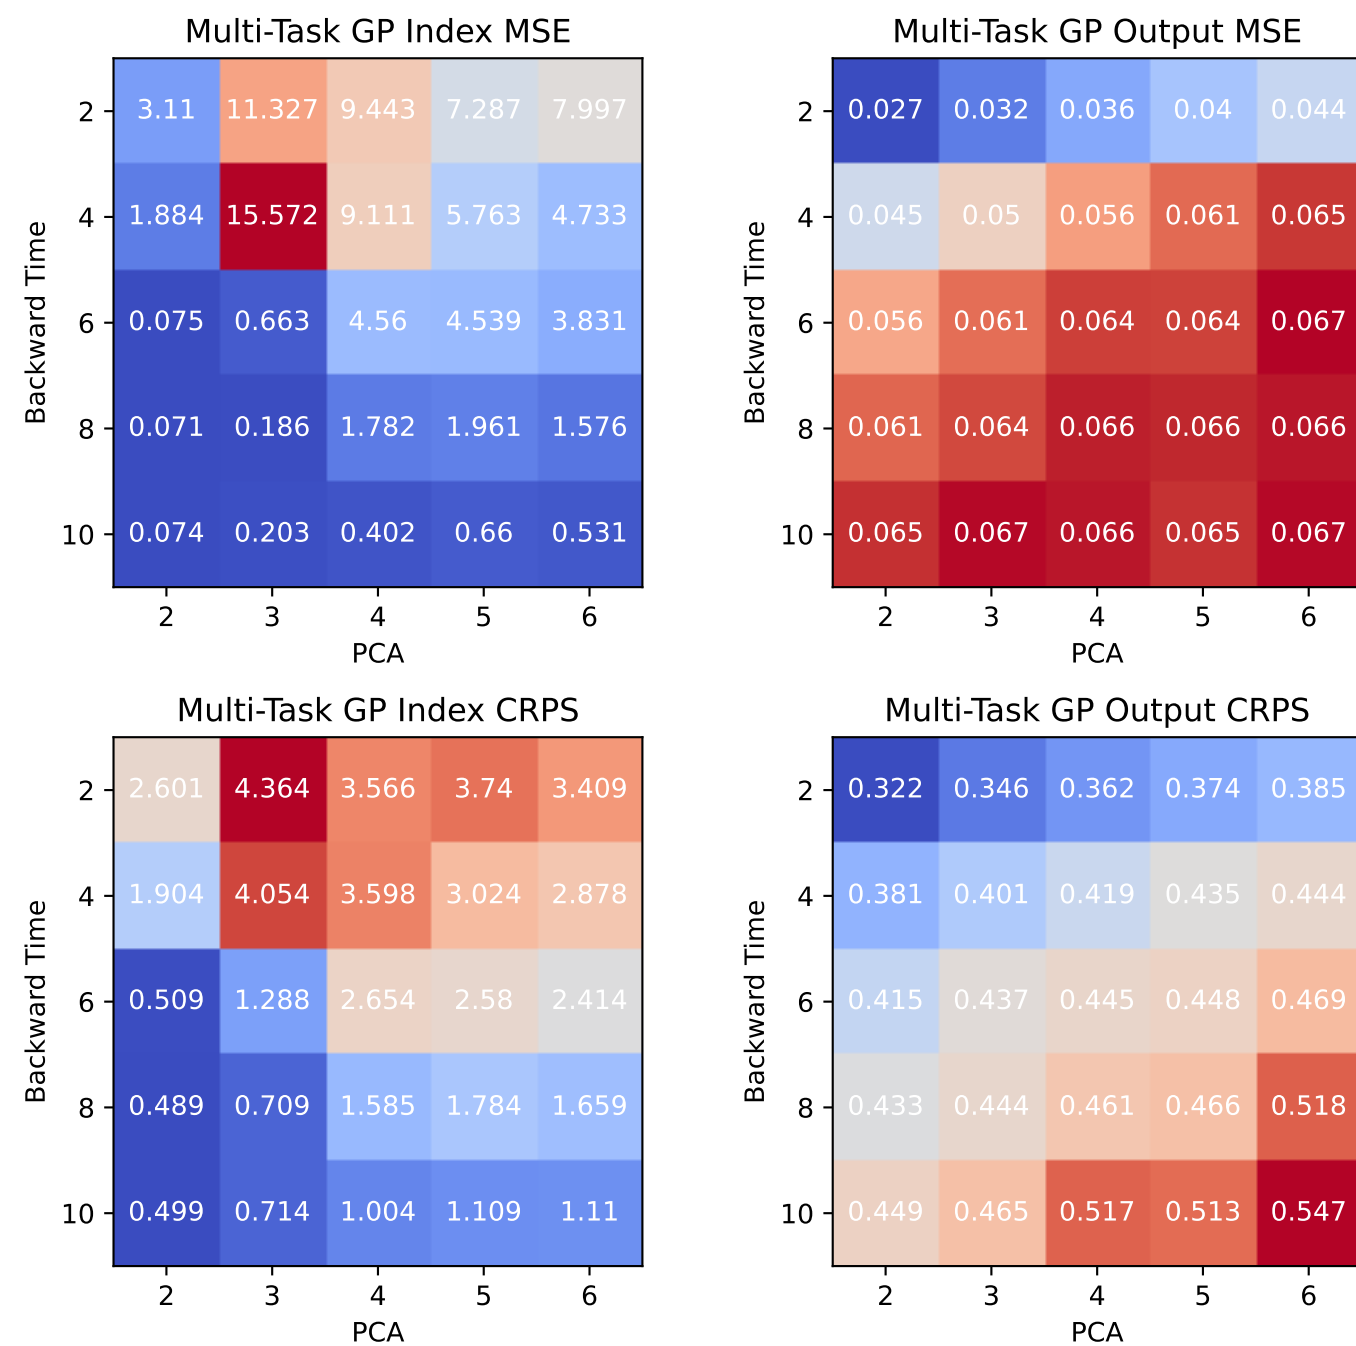 Multi-Task GP Index MSE
Backward Time
2 3.11 11.327 9.443 7.287 7.997
4 1.884 15.572 9.111 5.763 4.733
6 0.075 0.663 4.56 4.539 3.831
8 0.071 0.186 1.782 1.961 1.576
10 0.074 0.203 0.402 0.66 0.531
2 3 4 5 6
PCA
Multi-Task GP Output MSE
Backward Time
2 0.027 0.032 0.036 0.04 0.044
4 0.045 0.05 0.056 0.061 0.065
6 0.056 0.061 0.064 0.064 0.067
8 0.061 0.064 0.066 0.066 0.066
10 0.065 0.067 0.066 0.065 0.067
2 3 4 5 6
PCA
Multi-Task GP Index CRPS
Backward Time
2 2.601 4.364 3.566 3.74 3.409
4 1.904 4.054 3.598 3.024 2.878
6 0.509 1.288 2.654 2.58 2.414
8 0.489 0.709 1.585 1.784 1.659
10 0.499 0.714 1.004 1.109 1.11
2 3 4 5 6
PCA
Multi-Task GP Output CRPS
Backward Time
2 0.322 0.346 0.362 0.374 0.385
4 0.381 0.401 0.419 0.435 0.444
6 0.415 0.437 0.445 0.448 0.469
8 0.433 0.444 0.461 0.466 0.518
10 0.449 0.465 0.517 0.513 0.547
2 3 4 5 6
PCA